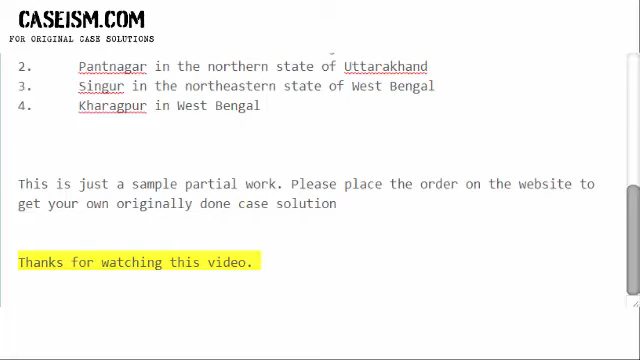 CASEISM.COM
FOR ORIGINAL CASE SOLUTIONS
2. Pantnagar in the northern state of Uttarakhand
3. Singur in the northeastern state of West Bengal
4. Kharagpur in West Bengal
This is just a sample partial work. Please place the order on the website to
get your own originally done case solution
Thanks for watching this video.